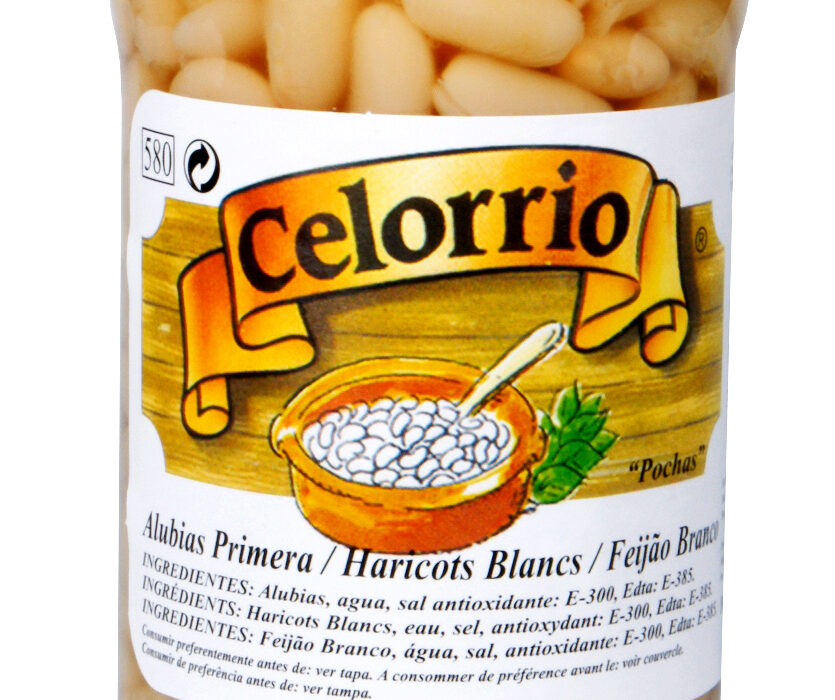 580
Celorrio
®
"Pochas"
Alubias Primera / Haricots Blancs / Feijão Branco
INGREDIENTES: Alubias, agua, sal antioxidante: E-300, Edta: E-385.
INGRÉDIENTS: Haricots Blancs, eau, sel, antioxydant: E-300, Edta: E-385.
INGREDIENTES: Feijão Branco, água, sal, antioxidante: E-300, Edta: E-385.
Consumir preferentemente antes de: ver tapa. A consommer de préférence avant le: voir couvercle.
Consumir de preferència antes de: ver tampa.